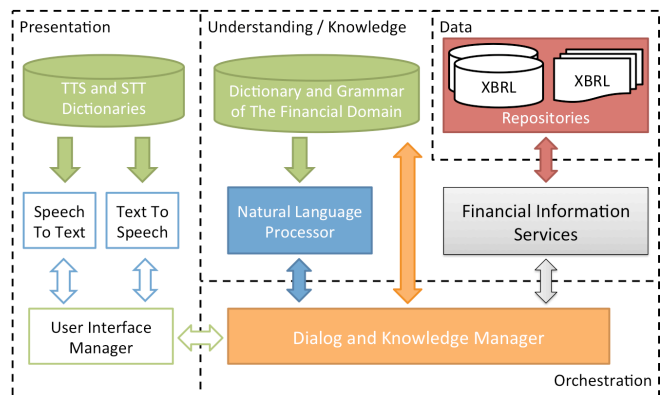 Presentation
Understanding / Knowledge
Data
TTS and STT
Dictionaries
Dictionary and Grammar
of The Financial Domain
XBRL
XBRL
Repositories
Speech
To Text
Text To
Speech
Natural Language
Processor
Financial Information
Services
User Interface
Manager
Dialog and Knowledge Manager
Orchestration